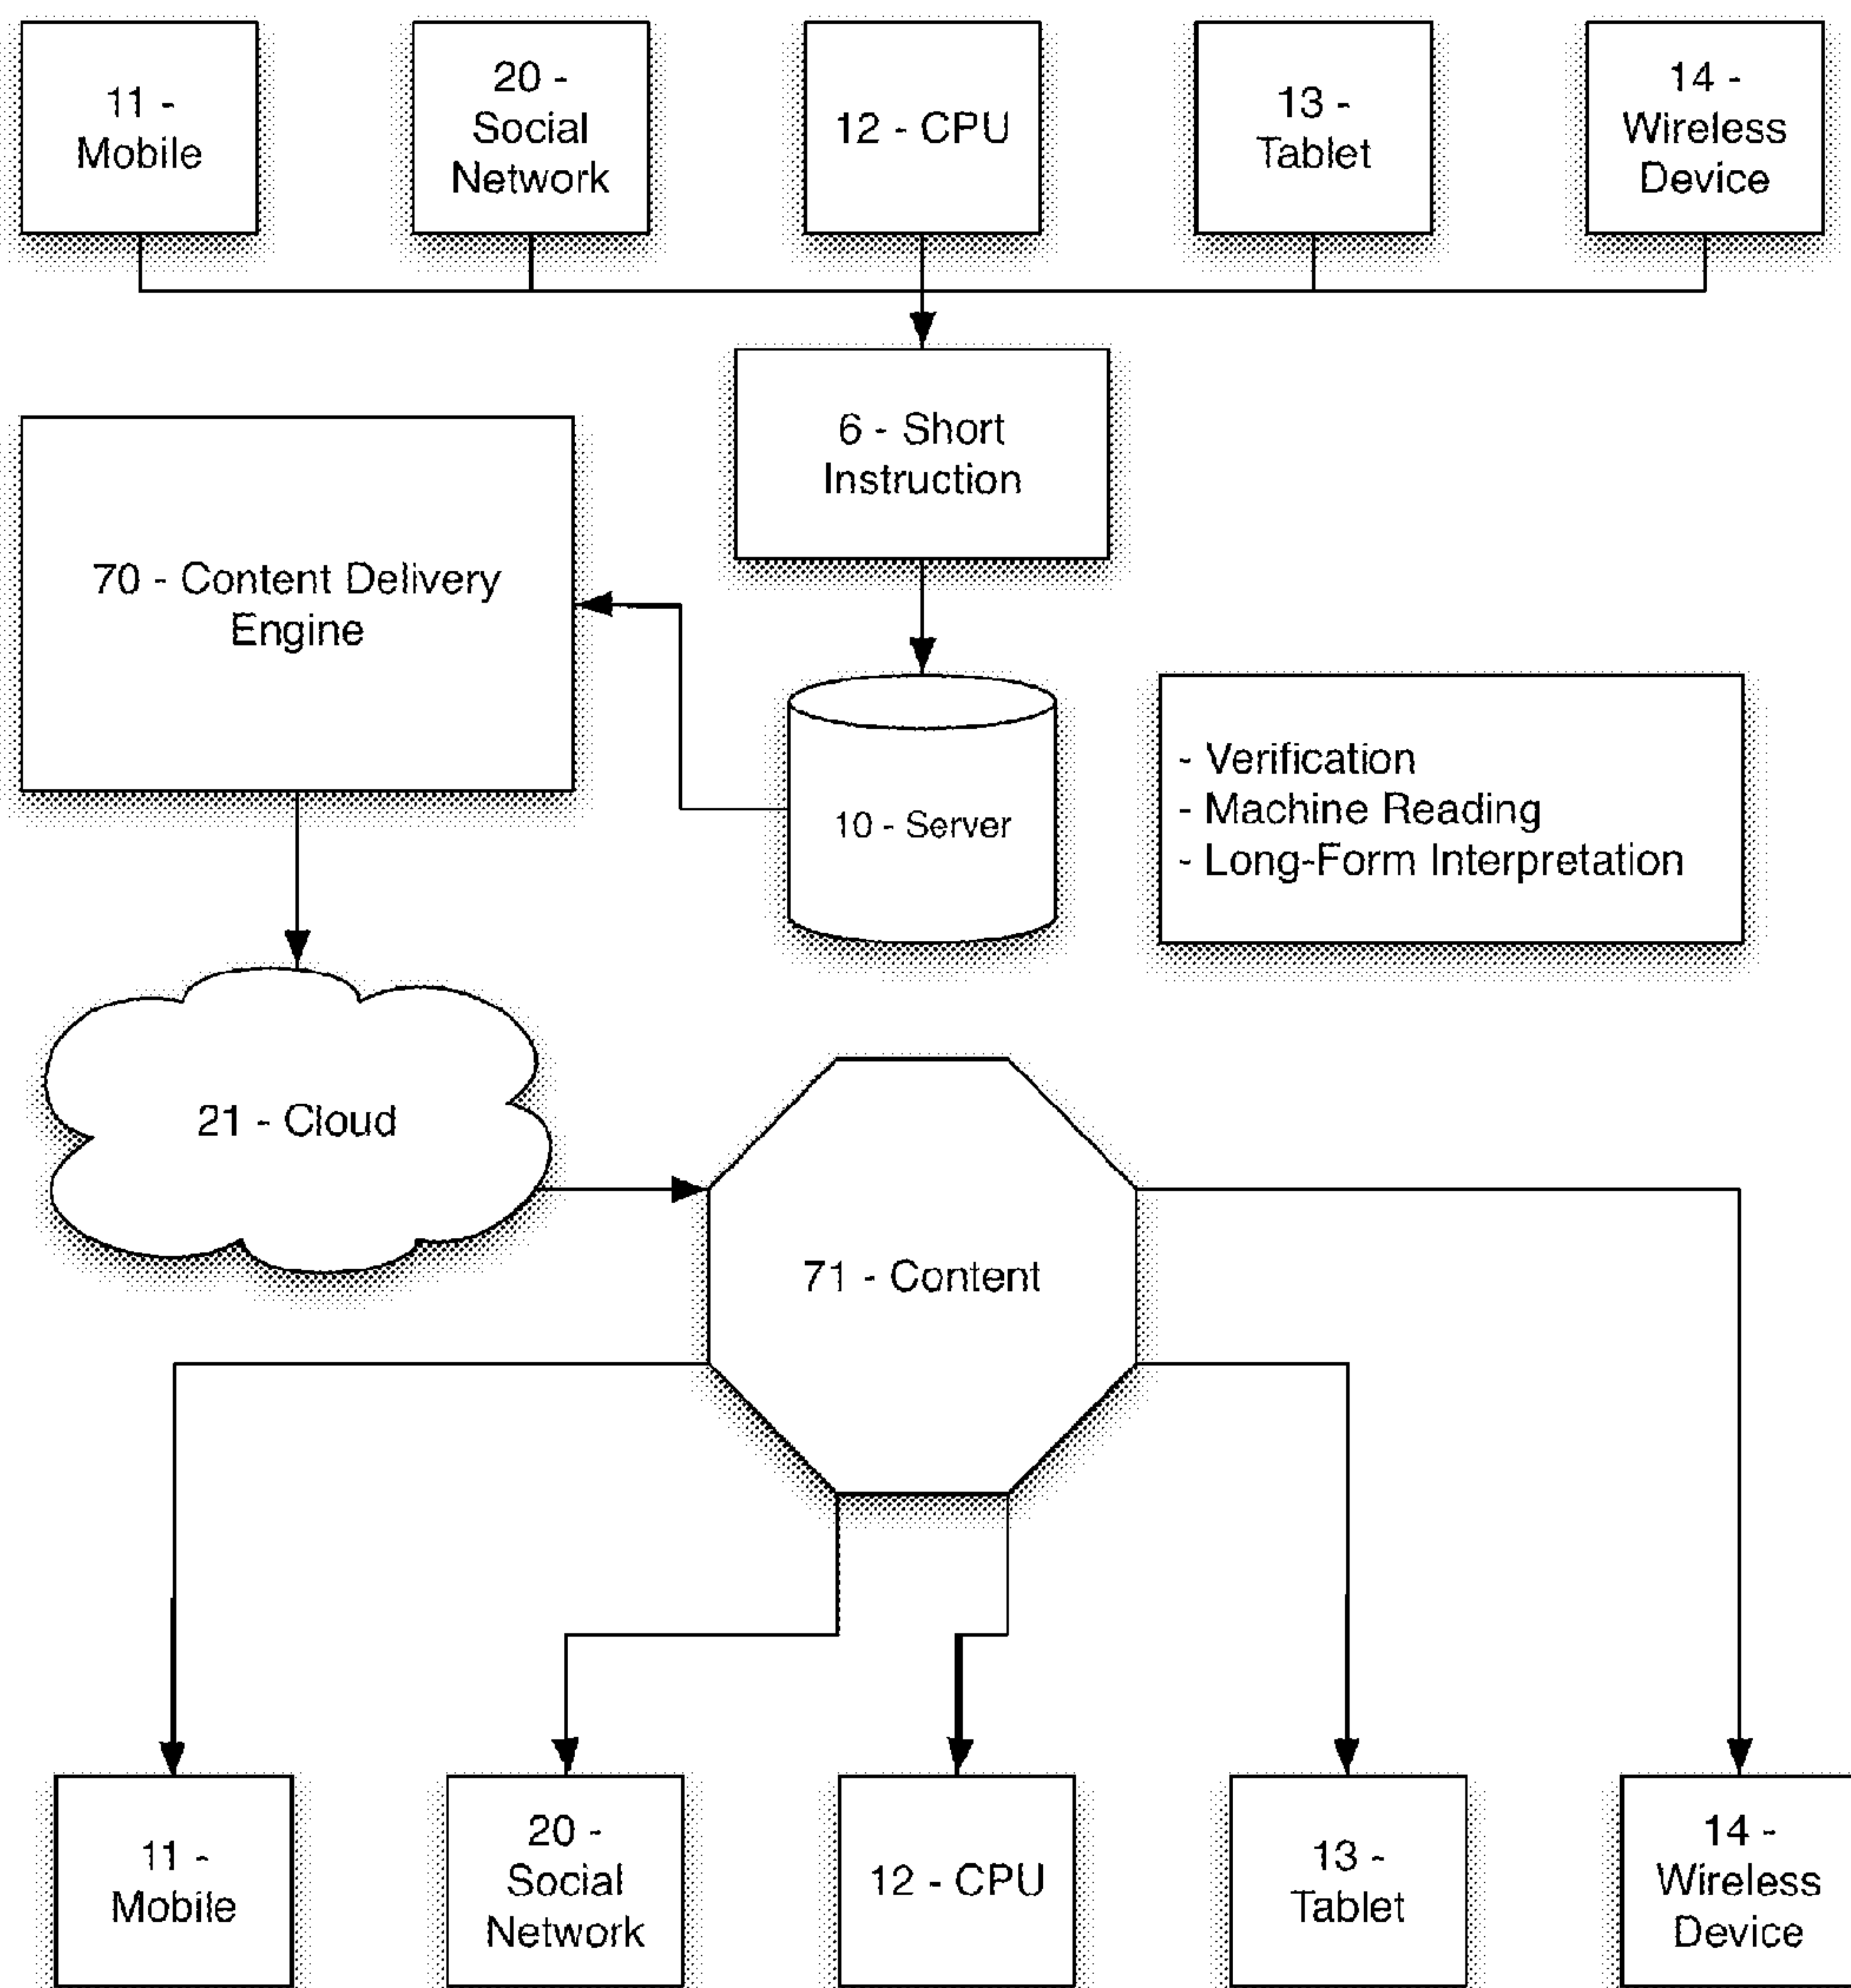 11 -
Mobile
20 -
Social
Network
12 - CPU
13 -
Tablet
14 -
Wireless
Device
6 - Short
Instruction
70 - Content Delivery
Engine
10 - Server
- Verification
- Machine Reading
- Long-Form Interpretation
21 - Cloud
71 - Content
11 -
Mobile
20 -
Social
Network
12 - CPU
13 -
Tablet
14 -
Wireless
Device